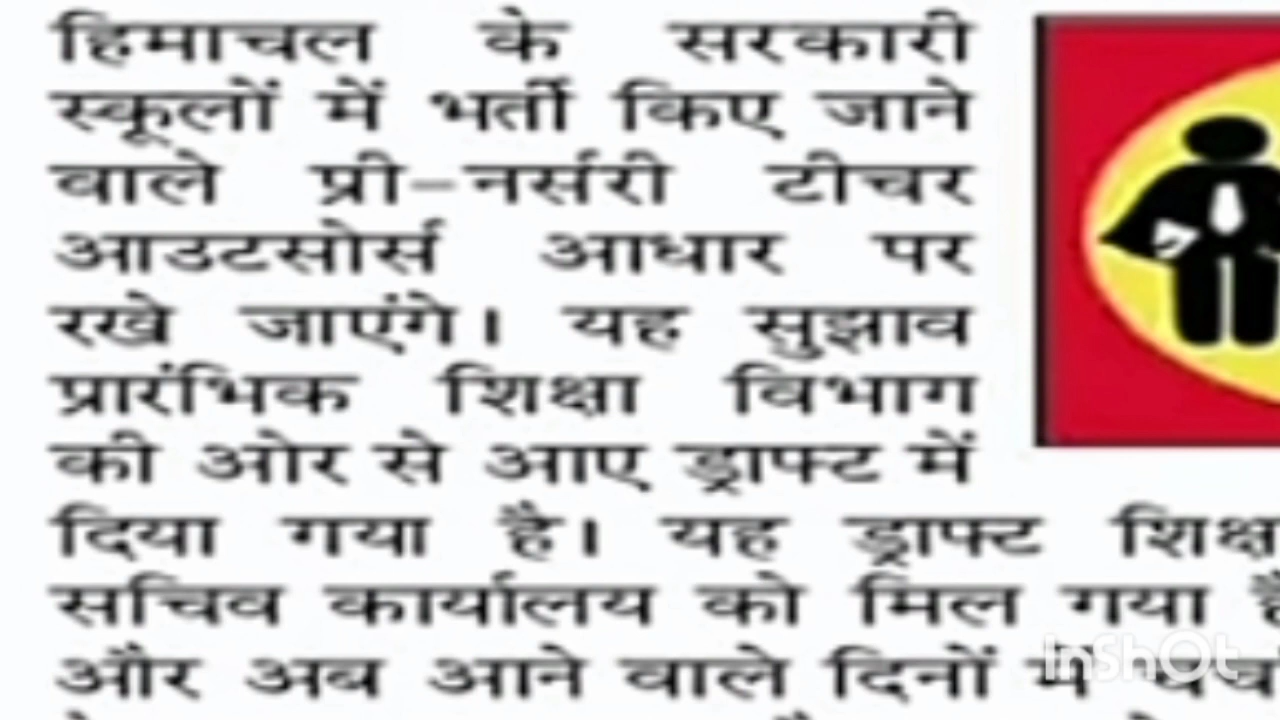 हिमाचल के सरकारी
स्कूलों में भर्ती किए जाने
वाले प्री-नर्सरी टीचर
आउटसोर्स आधार पर
रखे जाएंगे। यह सुझाव
प्रारंभिक शिक्षा विभाग
की ओर से आए ड्राफ्ट में
दिया गया है। यह ड्राफ्ट
सचिव कार्यालय को मिल गया
और अब आने वाले दिनों में
InShOt